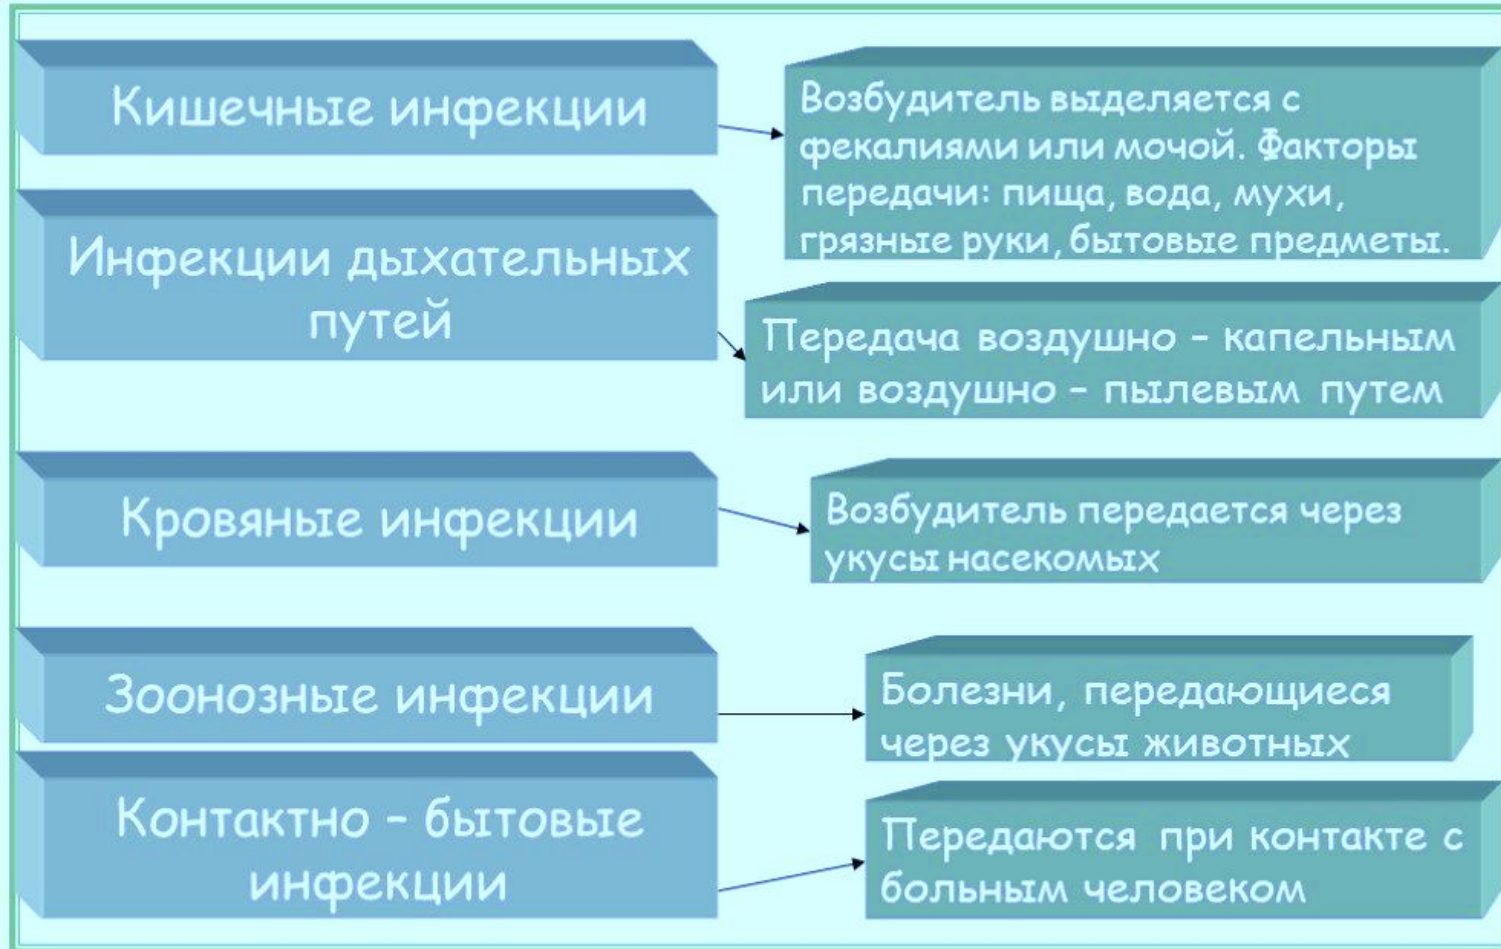 Кишечные инфекции
Возбудитель выделяется с
фекалиями или мочой. Факторы
передачи: пища, вода, мухи,
грязные руки, бытовые предметы.
Инфекции дыхательных
путей
Передача воздушно – капельным
или воздушно – пылевым путем
Кровяные инфекции
Возбудитель передается через
укусы насекомых
Зоонозные инфекции
Болезни, передающиеся
через укусы животных
Контактно – бытовые
инфекции
Передаются при контакте с
больным человеком